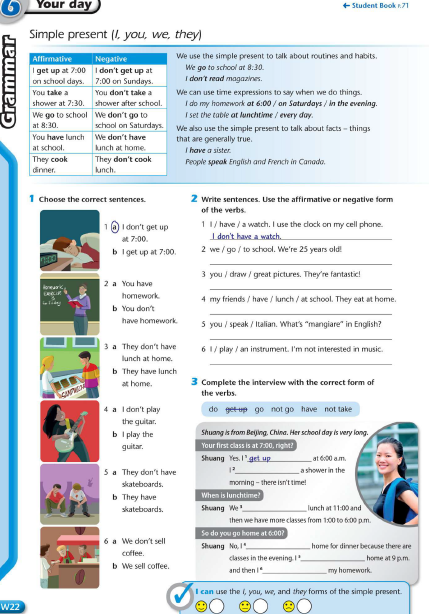 6 Your day
Student Book p.71
Simple present (I, you, we, they)
Grammar
Affirmative Negative
I get up at 7:00 on school days. I don't get up at 7:00 on Sundays.
You take a shower at 7:30. You don't take a shower after school.
We go to school at 8:30. We don't go to school on Saturdays.
You have lunch at school. We don't have lunch at home.
They cook dinner. They don't cook lunch.
We use the simple present to talk about routines and habits.
We go to school at 8:30.
I don't read magazines.
We can use time expressions to say when we do things.
I do my homework at 6:00 / on Saturdays / in the evening.
I set the table at lunchtime / every day.
We also use the simple present to talk about facts – things
that are generally true.
I have a sister.
People speak English and French in Canada.
1 Choose the correct sentences.
1 a I don't get up
at 7:00.
b I get up at 7:00.
2 a You have
homework.
b You don't
have homework.
3 a They don't have
lunch at home.
b They have lunch
at home.
4 a I don't play
the guitar.
b I play the
guitar.
5 a They don't have
skateboards.
b They have
skateboards.
6 a We don't sell
coffee.
b We sell coffee.
2 Write sentences. Use the affirmative or negative form
of the verbs.
1 I / have / a watch. I use the clock on my cell phone.
I don't have a watch.
2 we / go / to school. We're 25 years old!
3 you / draw / great pictures. They're fantastic!
4 my friends / have / lunch / at school. They eat at home.
5 you / speak / Italian. What's "mangiare" in English?
6 I / play / an instrument. I'm not interested in music.
3 Complete the interview with the correct form of
the verbs.
do get up go not go have not take
Shuang is from Beijing, China. Her school day is very long.
Your first class is at 7:00, right?
Shuang Yes. I 1 get up at 6:00 a.m.
I 2 a shower in the
morning – there isn't time!
When is lunchtime?
Shuang We 3 lunch at 11:00 and
then we have more classes from 1:00 to 6:00 p.m.
So do you go home at 6:00?
Shuang No, I 4 home for dinner because there are
classes in the evening. I 5 home at 9 p.m.
and then I 6 my homework.
I can use the I, you, we, and they forms of the simple present.
W22